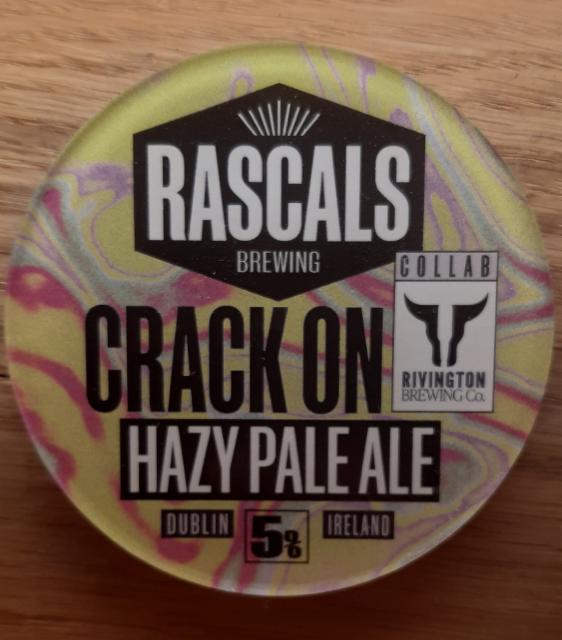 RASCALS
BREWING
COLLAB
RIVINGTON
BREWING Co.
CRACK ON
HAZY PALE ALE
DUBLIN 5% IRELAND